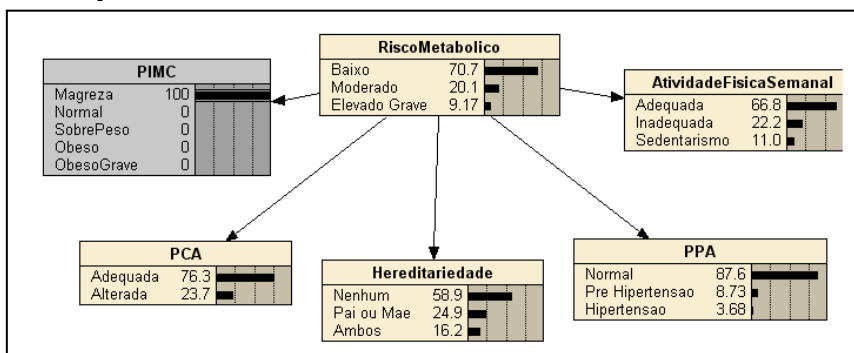 RiscoMetabolico
Baixo 70.7
Moderado 20.1
Elevado Grave 9.17
PIMC
Magreza 100
Normal 0
SobrePeso 0
Obeso 0
ObesoGrave 0
AtividadeFisicaSemanal
Adequada 66.8
Inadequada 22.2
Sedentarismo 11.0
PCA
Adequada 76.3
Alterada 23.7
Hereditariedade
Nenhum 58.9
Pai ou Mae 24.9
Ambos 16.2
PPA
Normal 87.6
Pre Hipertensao 8.73
Hipertensao 3.68